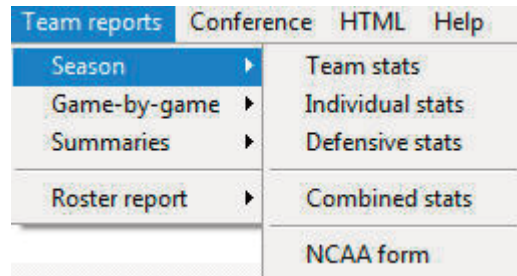 Team reports Conference HTML Help
Season Team stats
Game-by-game Individual stats
Summaries Defensive stats
Roster report Combined stats
NCAA form